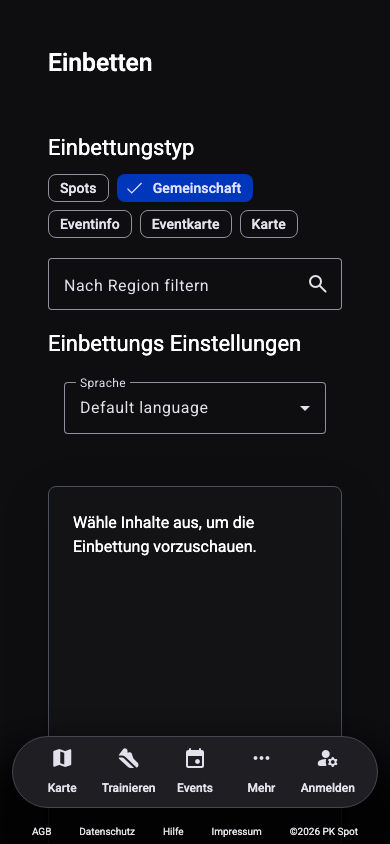 Einbetten
Einbettungstyp
Spots
Gemeinschaft
Eventinfo
Eventkarte
Karte
Nach Region filtern
Einbettungs Einstellungen
Sprache
Default language
Wähle Inhalte aus, um die
Einbettung vorzuschauen.
Karte
Trainieren
Events
Mehr
Anmelden
AGB
Datenschutz
Hilfe
Impressum
©2026 PK Spot